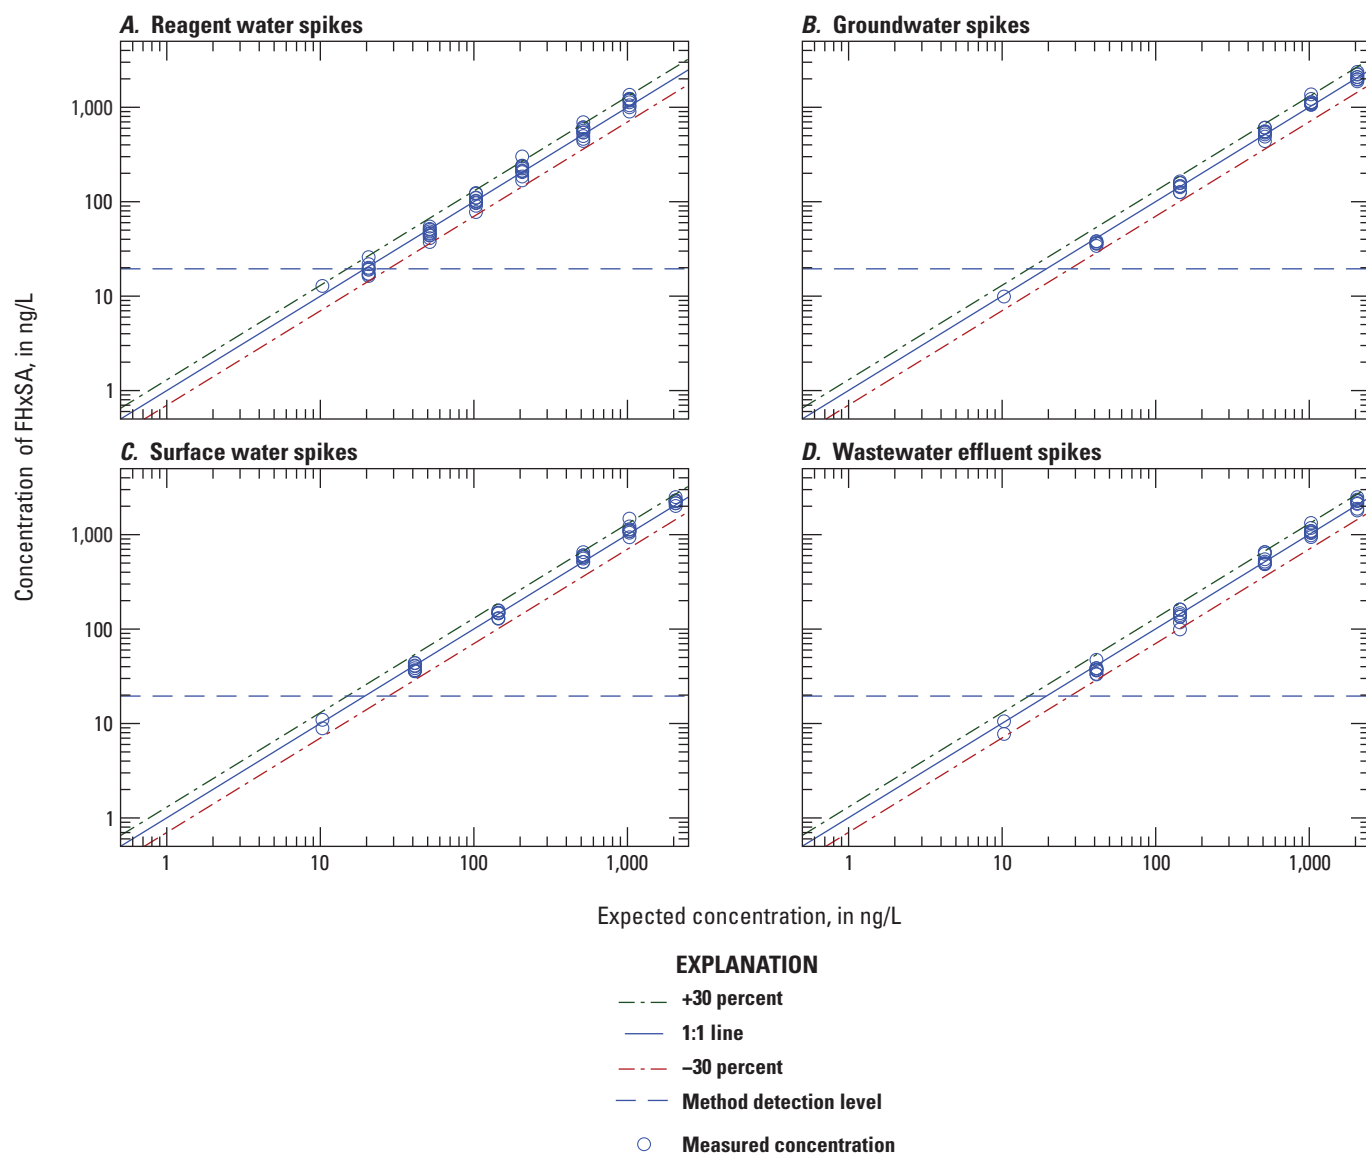 A. Reagent water spikes
B. Groundwater spikes
1,000
100
10
1
Concentration of FHxSA, in ng/L
C. Surface water spikes
D. Wastewater effluent spikes
1,000
100
10
1
1 10 100 1,000
1 10 100 1,000
Expected concentration, in ng/L
EXPLANATION
+30 percent
1:1 line
–30 percent
Method detection level
Measured concentration